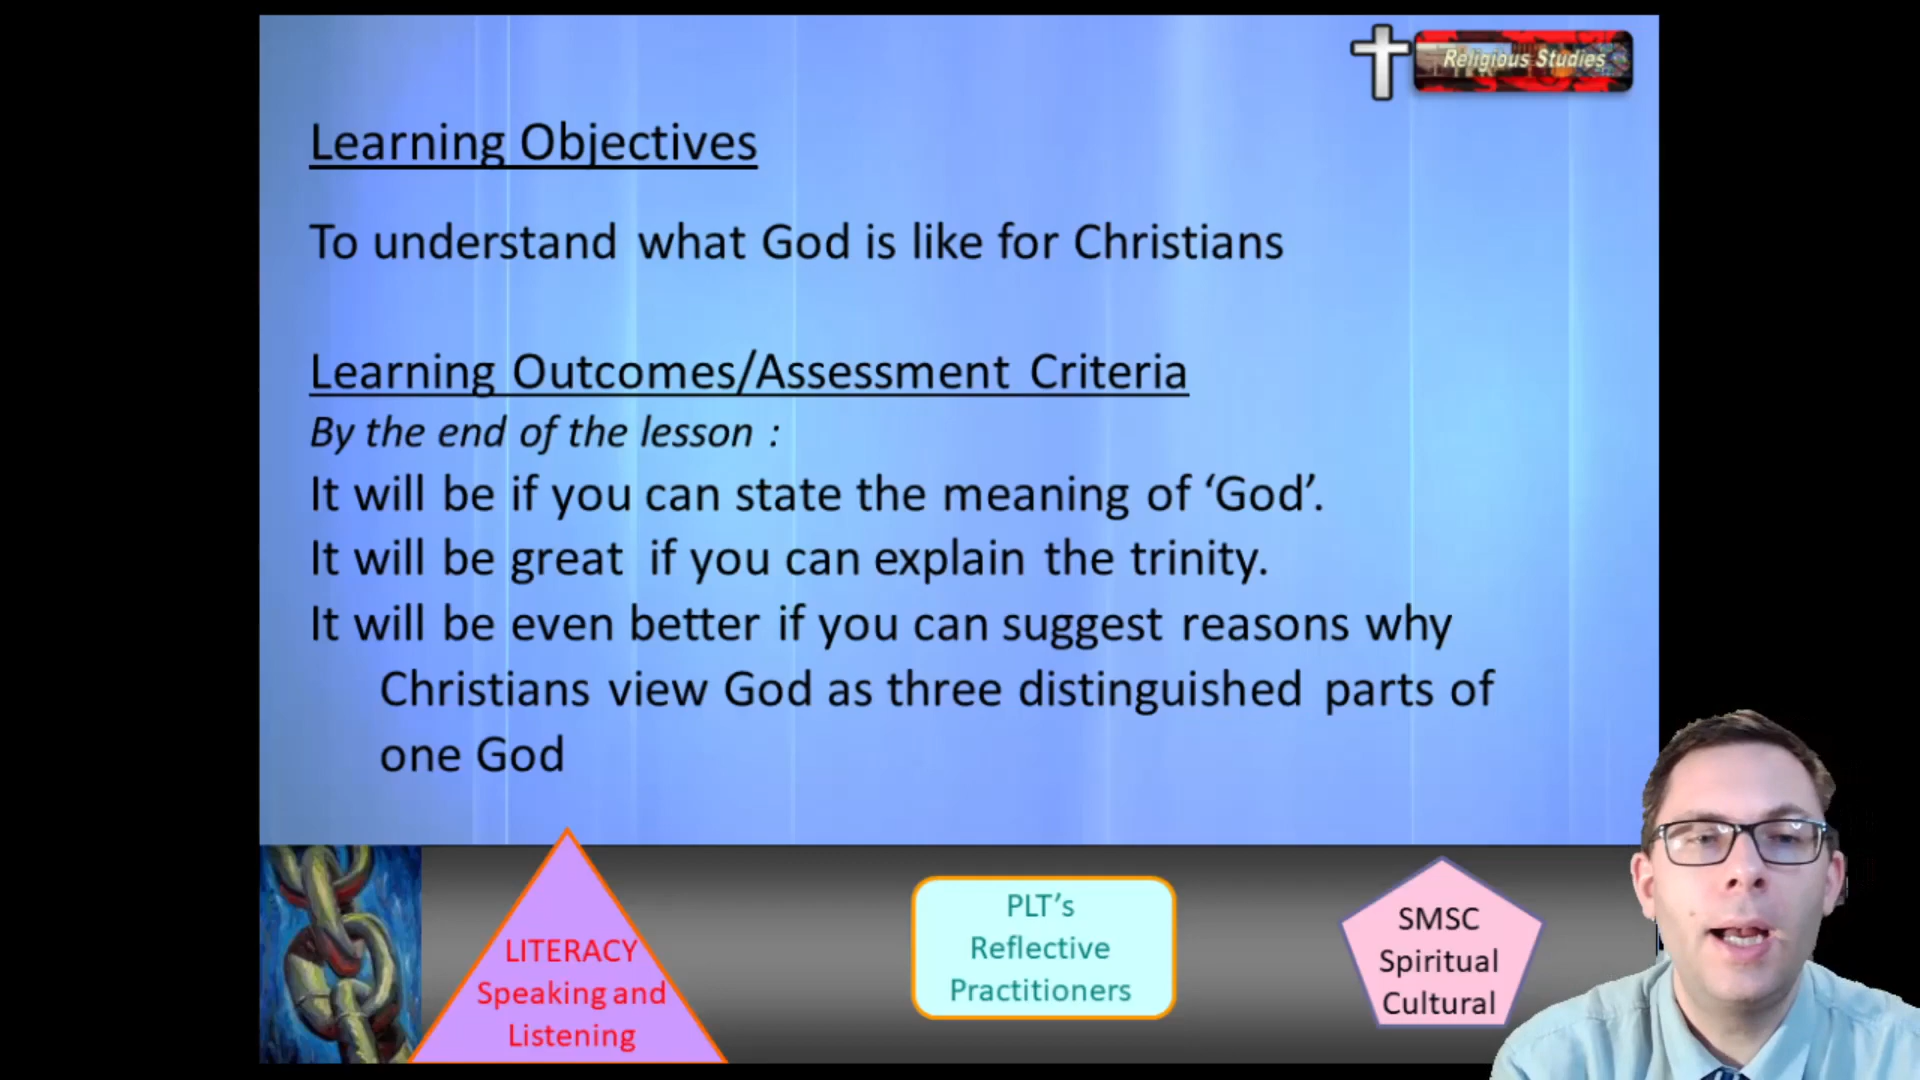 Religious Studies
Learning Objectives
To understand what God is like for Christians
Learning Outcomes/Assessment Criteria
By the end of the lesson :
It will be if you can state the meaning of ‘God’.
It will be great if you can explain the trinity.
It will be even better if you can suggest reasons why
Christians view God as three distinguished parts of
one God
LITERACY
Speaking and
Listening
PLT’s
Reflective
Practitioners
SMSC
Spiritual
Cultural